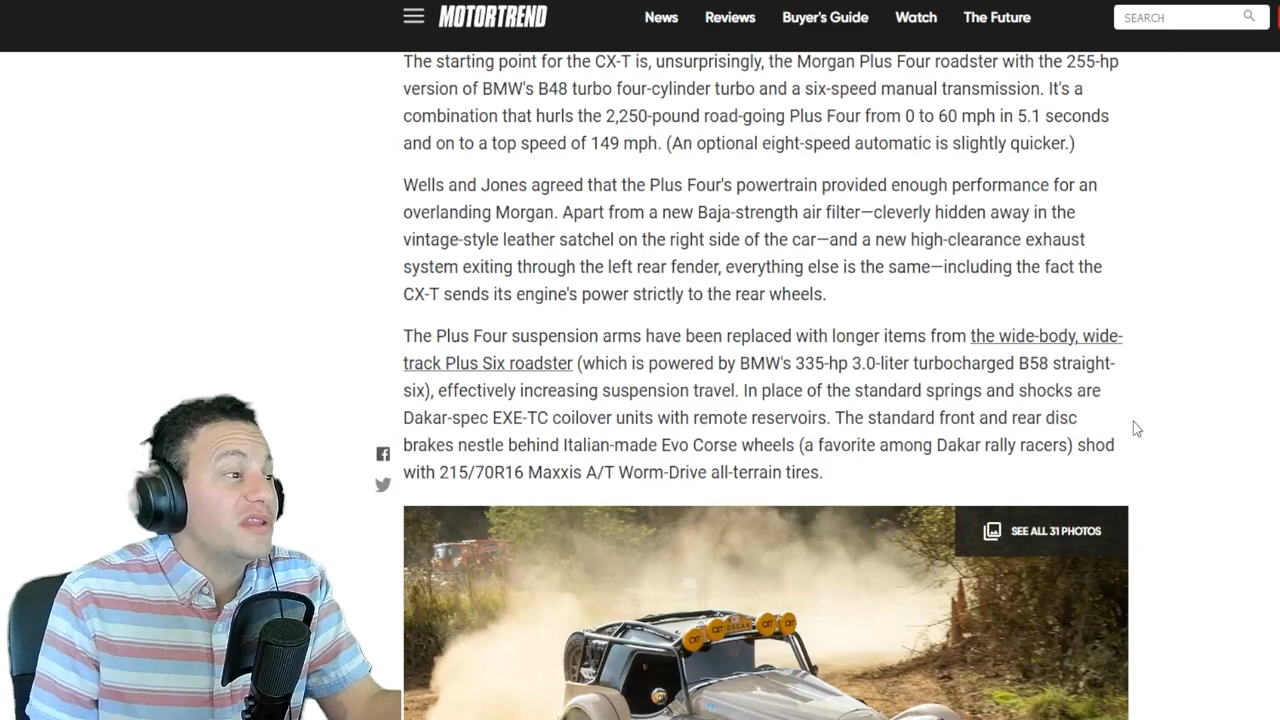 MOTORTREND
News Reviews Buyer's Guide Watch The Future
SEARCH
The starting point for the CX-T is, unsurprisingly, the Morgan Plus Four roadster with the 255-hp
version of BMW's B48 turbo four-cylinder turbo and a six-speed manual transmission. It's a
combination that hurls the 2,250-pound road-going Plus Four from 0 to 60 mph in 5.1 seconds
and on to a top speed of 149 mph. (An optional eight-speed automatic is slightly quicker.)
Wells and Jones agreed that the Plus Four's powertrain provided enough performance for an
overlanding Morgan. Apart from a new Baja-strength air filter—cleverly hidden away in the
vintage-style leather satchel on the right side of the car—and a new high-clearance exhaust
system exiting through the left rear fender, everything else is the same—including the fact the
CX-T sends its engine's power strictly to the rear wheels.
The Plus Four suspension arms have been replaced with longer items from the wide-body, wide-
track Plus Six roadster (which is powered by BMW's 335-hp 3.0-liter turbocharged B58 straight-
six), effectively increasing suspension travel. In place of the standard springs and shocks are
Dakar-spec EXE-TC coilover units with remote reservoirs. The standard front and rear disc
brakes nestle behind Italian-made Evo Corse wheels (a favorite among Dakar rally racers) shod
with 215/70R16 Maxxis A/T Worm-Drive all-terrain tires.
SEE ALL 31 PHOTOS
CXT CXT MORGAN CXT CXT